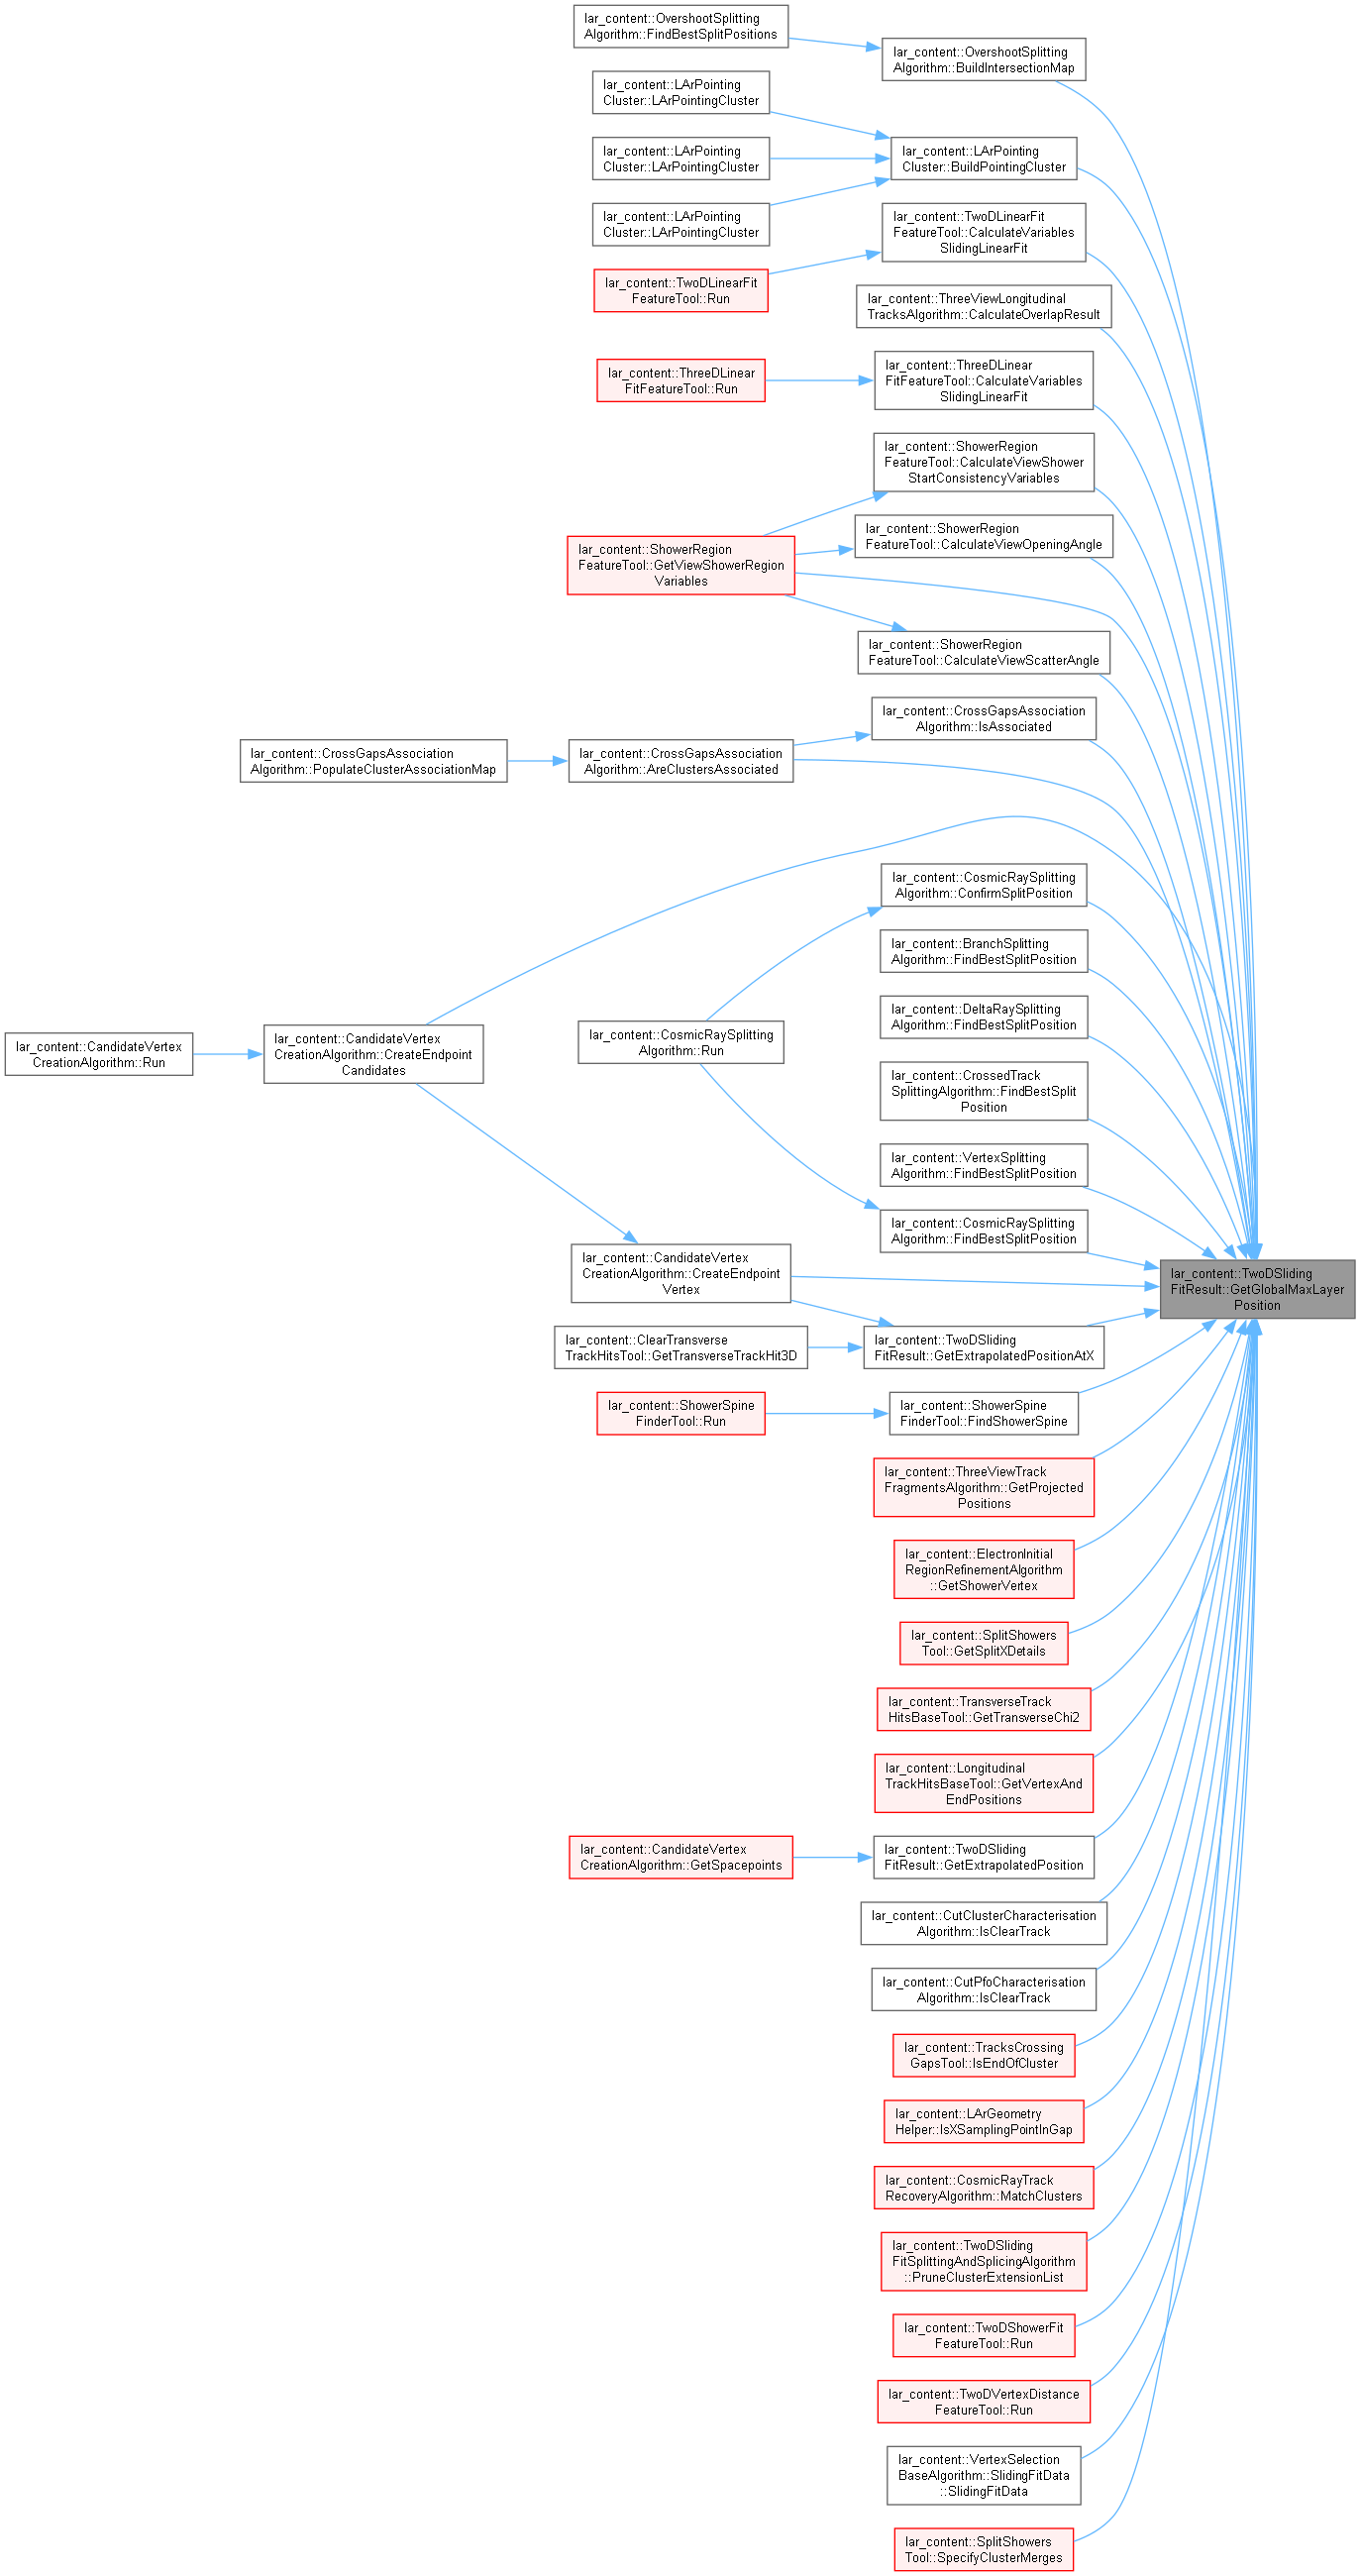 lar_content::OvershootSplitting
Algorithm::FindBestSplitPositions
lar_content::OvershootSplitting
Algorithm::BuildIntersectionMap
lar_content::LArPointing
Cluster::LArPointingCluster
lar_content::LArPointing
Cluster::LArPointingCluster
lar_content::LArPointing
Cluster::BuildPointingCluster
lar_content::LArPointing
Cluster::LArPointingCluster
lar_content::TwoDLinearFit
FeatureTool::CalculateVariables
SlidingLinearFit
lar_content::TwoDLinearFit
FeatureTool::Run
lar_content::ThreeViewLongitudinal
TracksAlgorithm::CalculateOverlapResult
lar_content::ThreeDLinear
FitFeatureTool::Run
lar_content::ThreeDLinear
FitFeatureTool::CalculateVariables
SlidingLinearFit
lar_content::ShowerRegion
FeatureTool::CalculateViewShower
StartConsistencyVariables
lar_content::ShowerRegion
FeatureTool::CalculateViewOpeningAngle
lar_content::ShowerRegion
FeatureTool::GetViewShowerRegion
Variables
lar_content::ShowerRegion
FeatureTool::CalculateViewScatterAngle
lar_content::CrossGapsAssociation
Algorithm::IsAssociated
lar_content::CrossGapsAssociation
Algorithm::PopulateClusterAssociationMap
lar_content::CrossGapsAssociation
Algorithm::AreClustersAssociated
lar_content::CosmicRaySplitting
Algorithm::ConfirmSplitPosition
lar_content::BranchSplitting
Algorithm::FindBestSplitPosition
lar_content::DeltaRaySplitting
Algorithm::FindBestSplitPosition
lar_content::CandidateVertex
CreationAlgorithm::Run
lar_content::CandidateVertex
CreationAlgorithm::CreateEndpoint
Candidates
lar_content::CosmicRaySplitting
Algorithm::Run
lar_content::CrossedTrack
SplittingAlgorithm::FindBestSplit
Position
lar_content::VertexSplitting
Algorithm::FindBestSplitPosition
lar_content::CosmicRaySplitting
Algorithm::FindBestSplitPosition
lar_content::CandidateVertex
CreationAlgorithm::CreateEndpoint
Vertex
lar_content::TwoDSliding
FitResult::GetGlobalMaxLayer
Position
lar_content::ClearTransverse
TrackHitsTool::GetTransverseTrackHit3D
lar_content::TwoDSliding
FitResult::GetExtrapolatedPositionAtX
lar_content::ShowerSpine
FinderTool::Run
lar_content::ShowerSpine
FinderTool::FindShowerSpine
lar_content::ThreeViewTrack
FragmentsAlgorithm::GetProjected
Positions
lar_content::ElectronInitial
RegionRefinementAlgorithm
::GetShowerVertex
lar_content::SplitShowers
Tool::GetSplitXDetails
lar_content::TransverseTrack
HitsBaseTool::GetTransverseChi2
lar_content::Longitudinal
TrackHitsBaseTool::GetVertexAnd
EndPositions
lar_content::CandidateVertex
CreationAlgorithm::GetSpacepoints
lar_content::TwoDSliding
FitResult::GetExtrapolatedPosition
lar_content::CutClusterCharacterisation
Algorithm::IsClearTrack
lar_content::CutPfoCharacterisation
Algorithm::IsClearTrack
lar_content::TracksCrossing
GapsTool::IsEndOfCluster
lar_content::LArGeometry
Helper::IsXSamplingPointInGap
lar_content::CosmicRayTrack
RecoveryAlgorithm::MatchClusters
lar_content::TwoDSliding
FitSplittingAndSplicingAlgorithm
::PruneClusterExtensionList
lar_content::TwoDShowerFit
FeatureTool::Run
lar_content::TwoDVertexDistance
FeatureTool::Run
lar_content::VertexSelection
BaseAlgorithm::SlidingFitData
::SlidingFitData
lar_content::SplitShowers
Tool::SpecifyClusterMerges